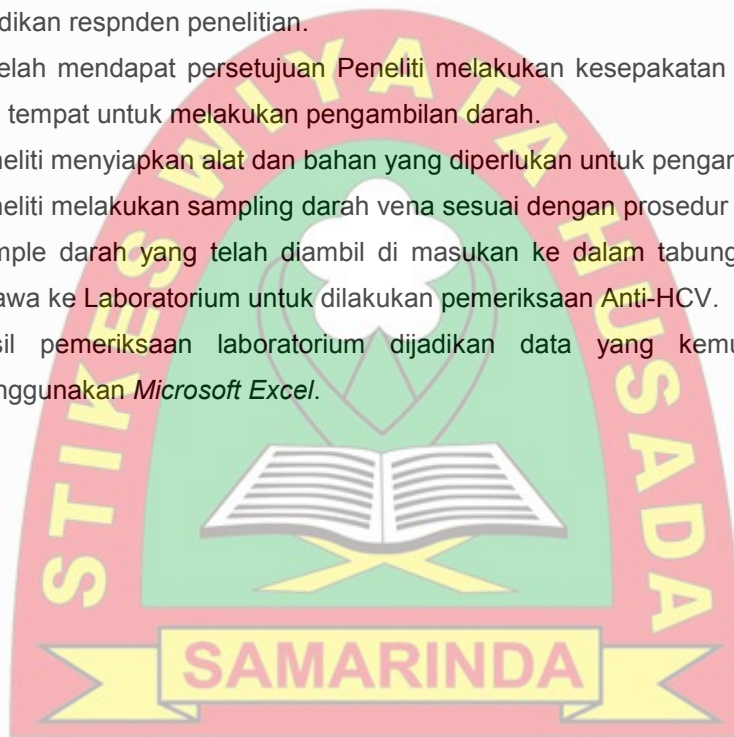 dikan respnden penelitian.
elah mendapat persetujuan Peneliti melakukan kesepakatan
tempat untuk melakukan pengambilan darah.
neliti menyiapkan alat dan bahan yang diperlukan untuk pengar
neliti melakukan sampling darah vena sesuai dengan prosedur
mple darah yang telah diambil di masukan ke dalam tabung
awa ke Laboratorium untuk dilakukan pemeriksaan Anti-HCV.
sil pemeriksaan laboratorium dijadikan data yang kemu
nggunakan Microsoft Excel.
STIKES WIYATA HUSADA
SAMARINDA